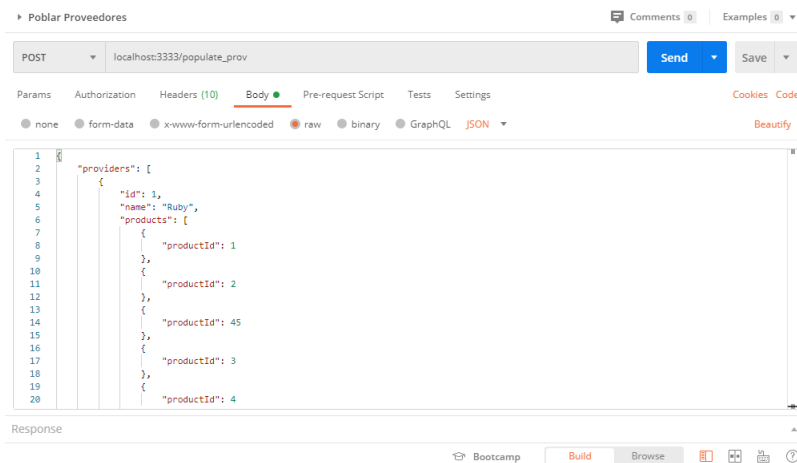 Poblar Proveedores Comments 0 Examples 0
POST localhost:3333/populate_prov Send Save
Params Authorization Headers (10) Body Pre-request Script Tests Settings Cookies Code
none form-data x-www-form-urlencoded raw binary GraphQL JSON Beautify
1 {
2 "providers": [
3 {
4 "id": 1,
5 "name": "Ruby",
6 "products": [
7 {
8 "productId": 1
9 },
10 {
11 "productId": 2
12 },
13 {
14 "productId": 45
15 },
16 {
17 "productId": 3
18 },
19 {
20 "productId": 4
Response
Bootcamp Build Browse